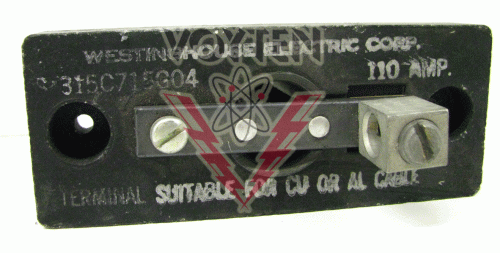 VOYTEN
WESTINGHOUSE ELECTRIC CORP.
315C715G04 110 AMP.
TERMINAL SUITABLE FOR CU OR AL CABLE